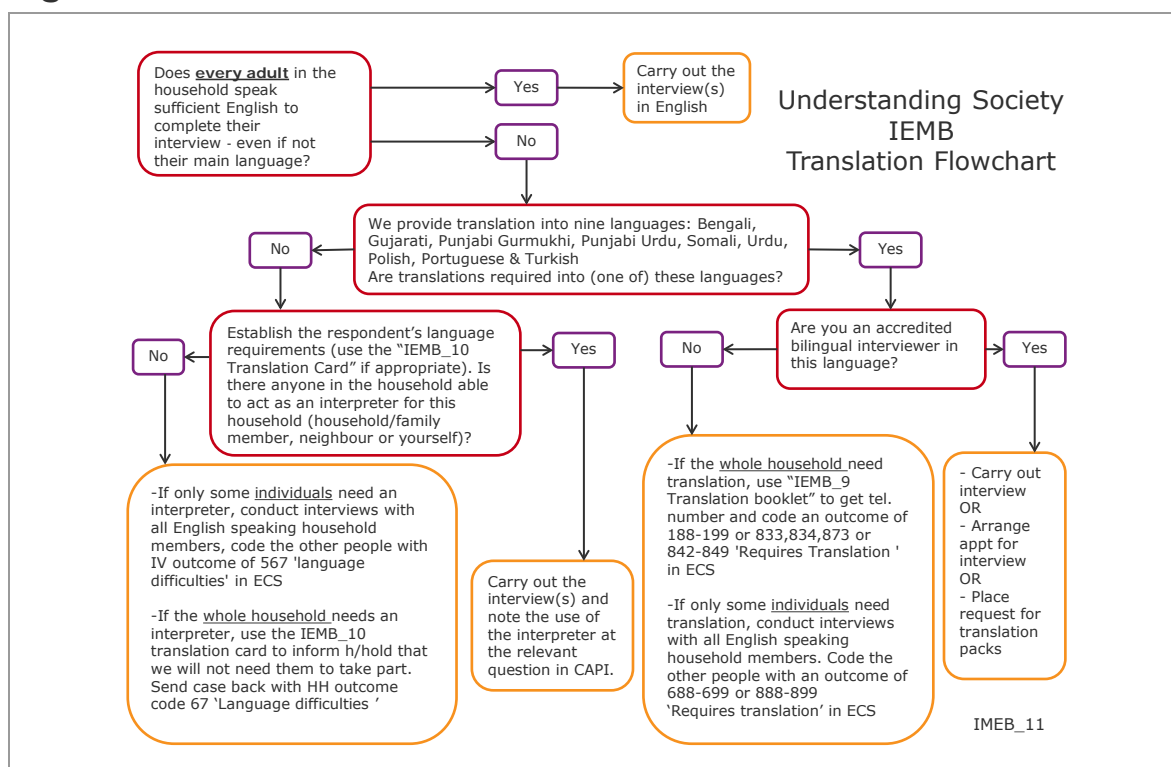 Does every adult in the
household speak
sufficient English to
complete their
interview - even if not
their main language?
Yes
Carry out the
interview(s)
in English
Understanding Society
IEMB
Translation Flowchart
No
We provide translation into nine languages: Bengali,
Gujarati, Punjabi Gurmukhi, Punjabi Urdu, Somali, Urdu,
Polish, Portuguese & Turkish
Are translations required into (one of) these languages?
No
Yes
Establish the respondent's language
requirements (use the "IEMB_10
Translation Card" if appropriate). Is
there anyone in the household able
to act as an interpreter for this
household (household/family
member, neighbour or yourself)?
No
Yes
Are you an accredited
bilingual interviewer in
this language?
No
Yes
-If only some individuals need an
interpreter, conduct interviews with
all English speaking household
members, code the other people with
IV outcome of 567 'language
difficulties' in ECS
-If the whole household needs an
interpreter, use the IEMB_10
translation card to inform h/hold that
we will not need them to take part.
Send case back with HH outcome
code 67 ‘Language difficulties ’
Carry out the
interview(s) and
note the use of
the interpreter at
the relevant
question in CAPI.
-If the whole household need
translation, use “IEMB_9
Translation booklet” to get tel.
number and code an outcome of
188-199 or 833,834,873 or
842-849 'Requires Translation '
in ECS
-If only some individuals need
translation, conduct interviews
with all English speaking
household members. Code the
other people with an outcome of
688-699 or 888-899
‘Requires translation’ in ECS
- Carry out
interview
OR
- Arrange
appt for
interview
OR
- Place
request for
translation
packs
IMEB_11